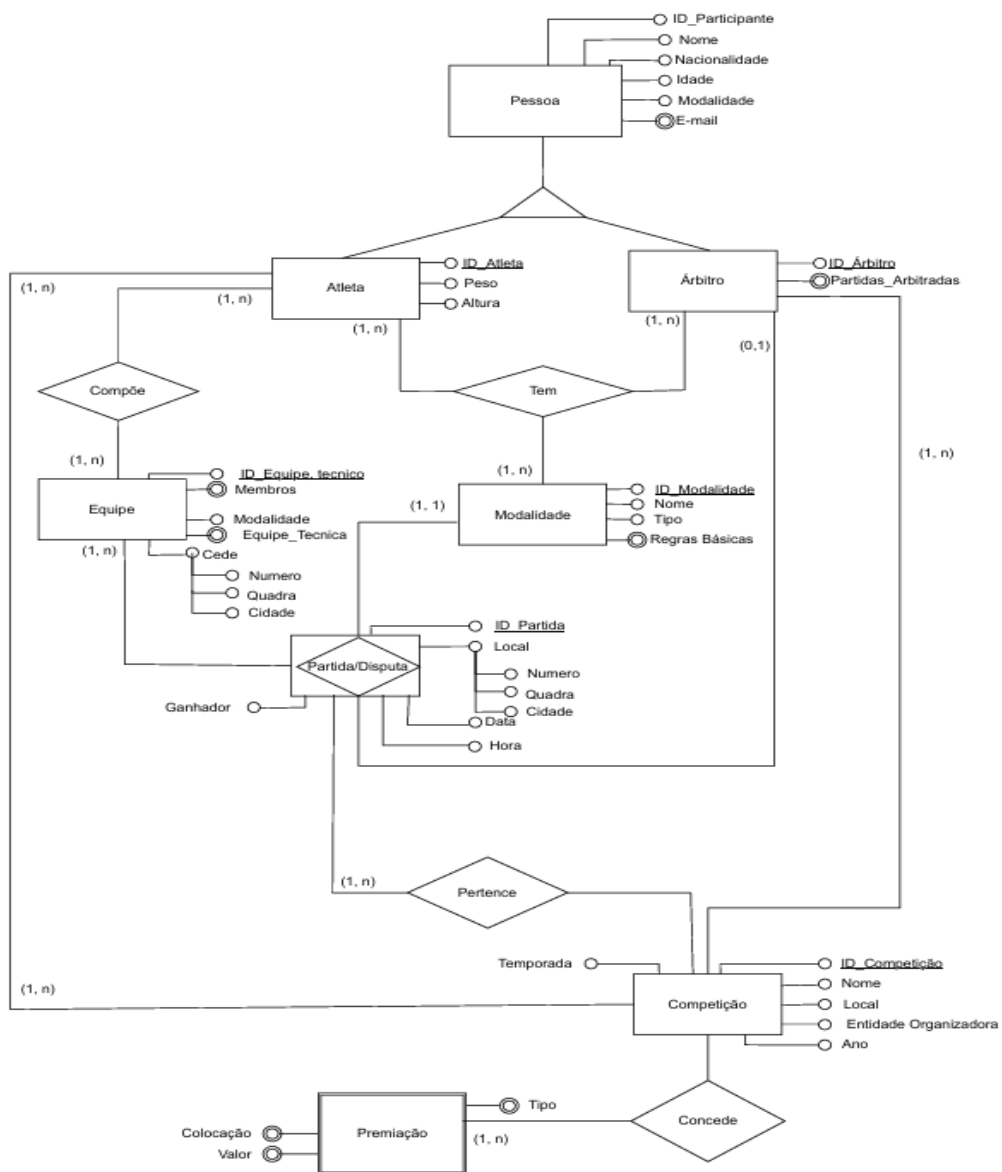 ID_Participante
Nome
Nacionalidade
Idade
Pessoa
Modalidade
E-mail
ID_Atleta
Peso
Atleta
Altura
ID_Árbitro
Árbitro
Partidas_Arbitradas
(1, n)
(1, n)
(1, n)
(1, n)
(0,1)
Compõe
Tem
(1, n)
(1, n)
(1, n)
ID_Equipe, tecnico
Membros
Equipe
Modalidade
Equipe_Tecnica
(1, n)
Cede
Numero
Quadra
Cidade
(1, 1)
ID_Modalidade
Nome
Modalidade
Tipo
Regras Básicas
ID_Partida
Local
Partida/Disputa
Numero
Quadra
Cidade
Ganhador
Data
Hora
(1, n)
Pertence
Temporada
ID_Competição
Nome
(1, n)
Competição
Local
Entidade Organizadora
Ano
Tipo
Colocação
Premiação
Valor
(1, n)
Concede